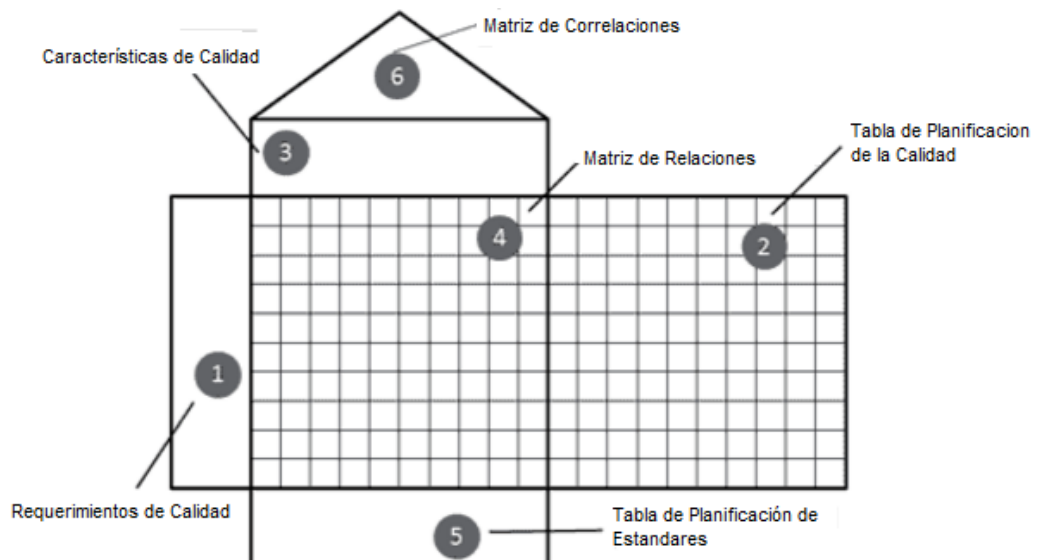 Matriz de Correlaciones
Características de Calidad
6
3
Tabla de Planificacion
de la Calidad
Matriz de Relaciones
4
2
1
Requerimientos de Calidad
5
Tabla de Planificación de
Estandares